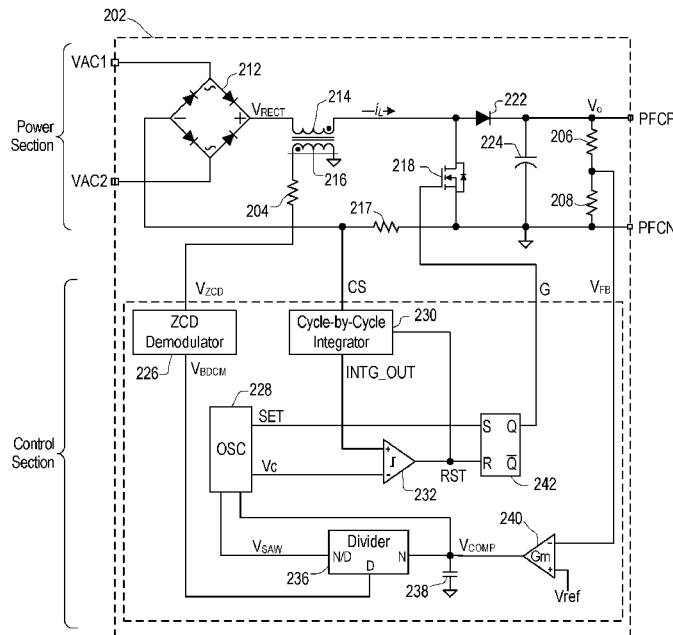 202
VAC1
212
VRECT
214
iL
222
Vo
PFCP
Power
Section
216
218
224
206
VAC2
204
217
208
PFCN
VZCD
CS
G
VFB
ZCD
Demodulator
226
VBDCM
Cycle-by-Cycle
Integrator
230
INTG_OUT
228
SET
OSC
VC
+
-
232
RST
S Q
R Q̅
242
Control
Section
VSAW
Divider
N/D N
D
236
VCOMP
238
240
Gm
-
+
Vref